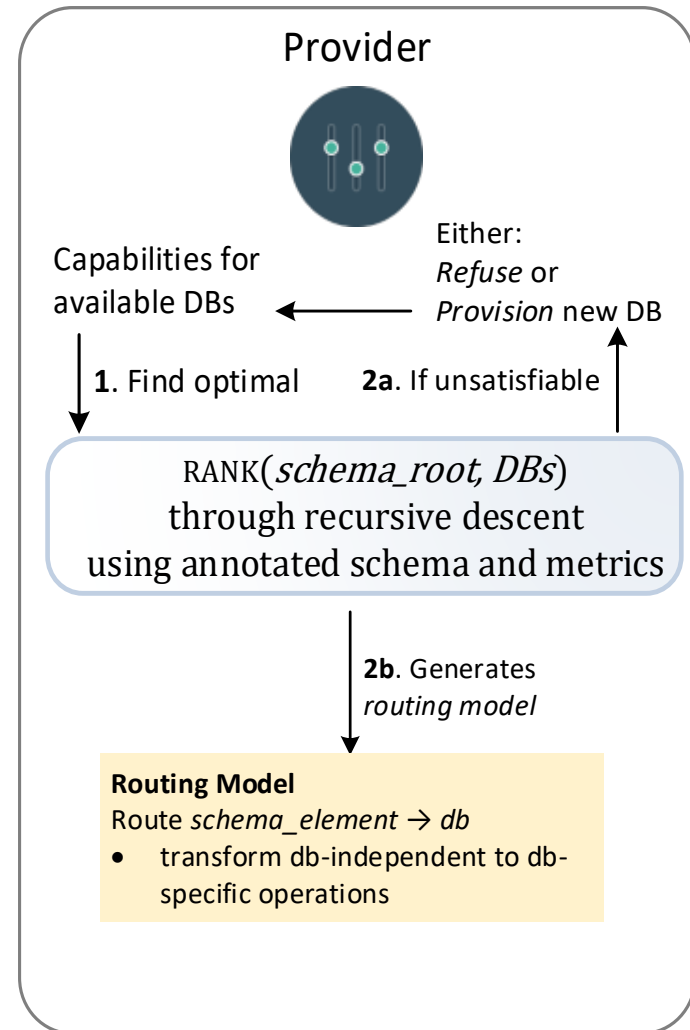 Provider
Capabilities for
available DBs
Either:
Refuse or
Provision new DB
1. Find optimal
2a. If unsatisfiable
RANK(schema_root, DBs)
through recursive descent
using annotated schema and metrics
2b. Generates
routing model
Routing Model
Route schema_element → db
• transform db-independent to db-
specific operations